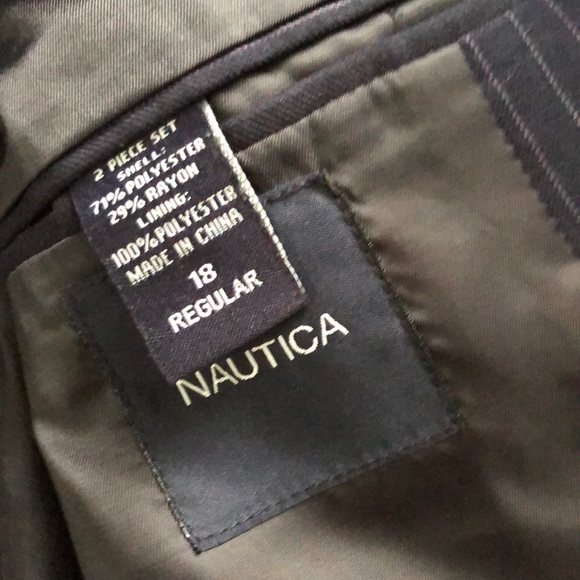 2 PIECE SET
SHELL:
71% POLYESTER
29% RAYON
LINING:
100% POLYESTER
MADE IN CHINA
18
REGULAR
NAUTICA